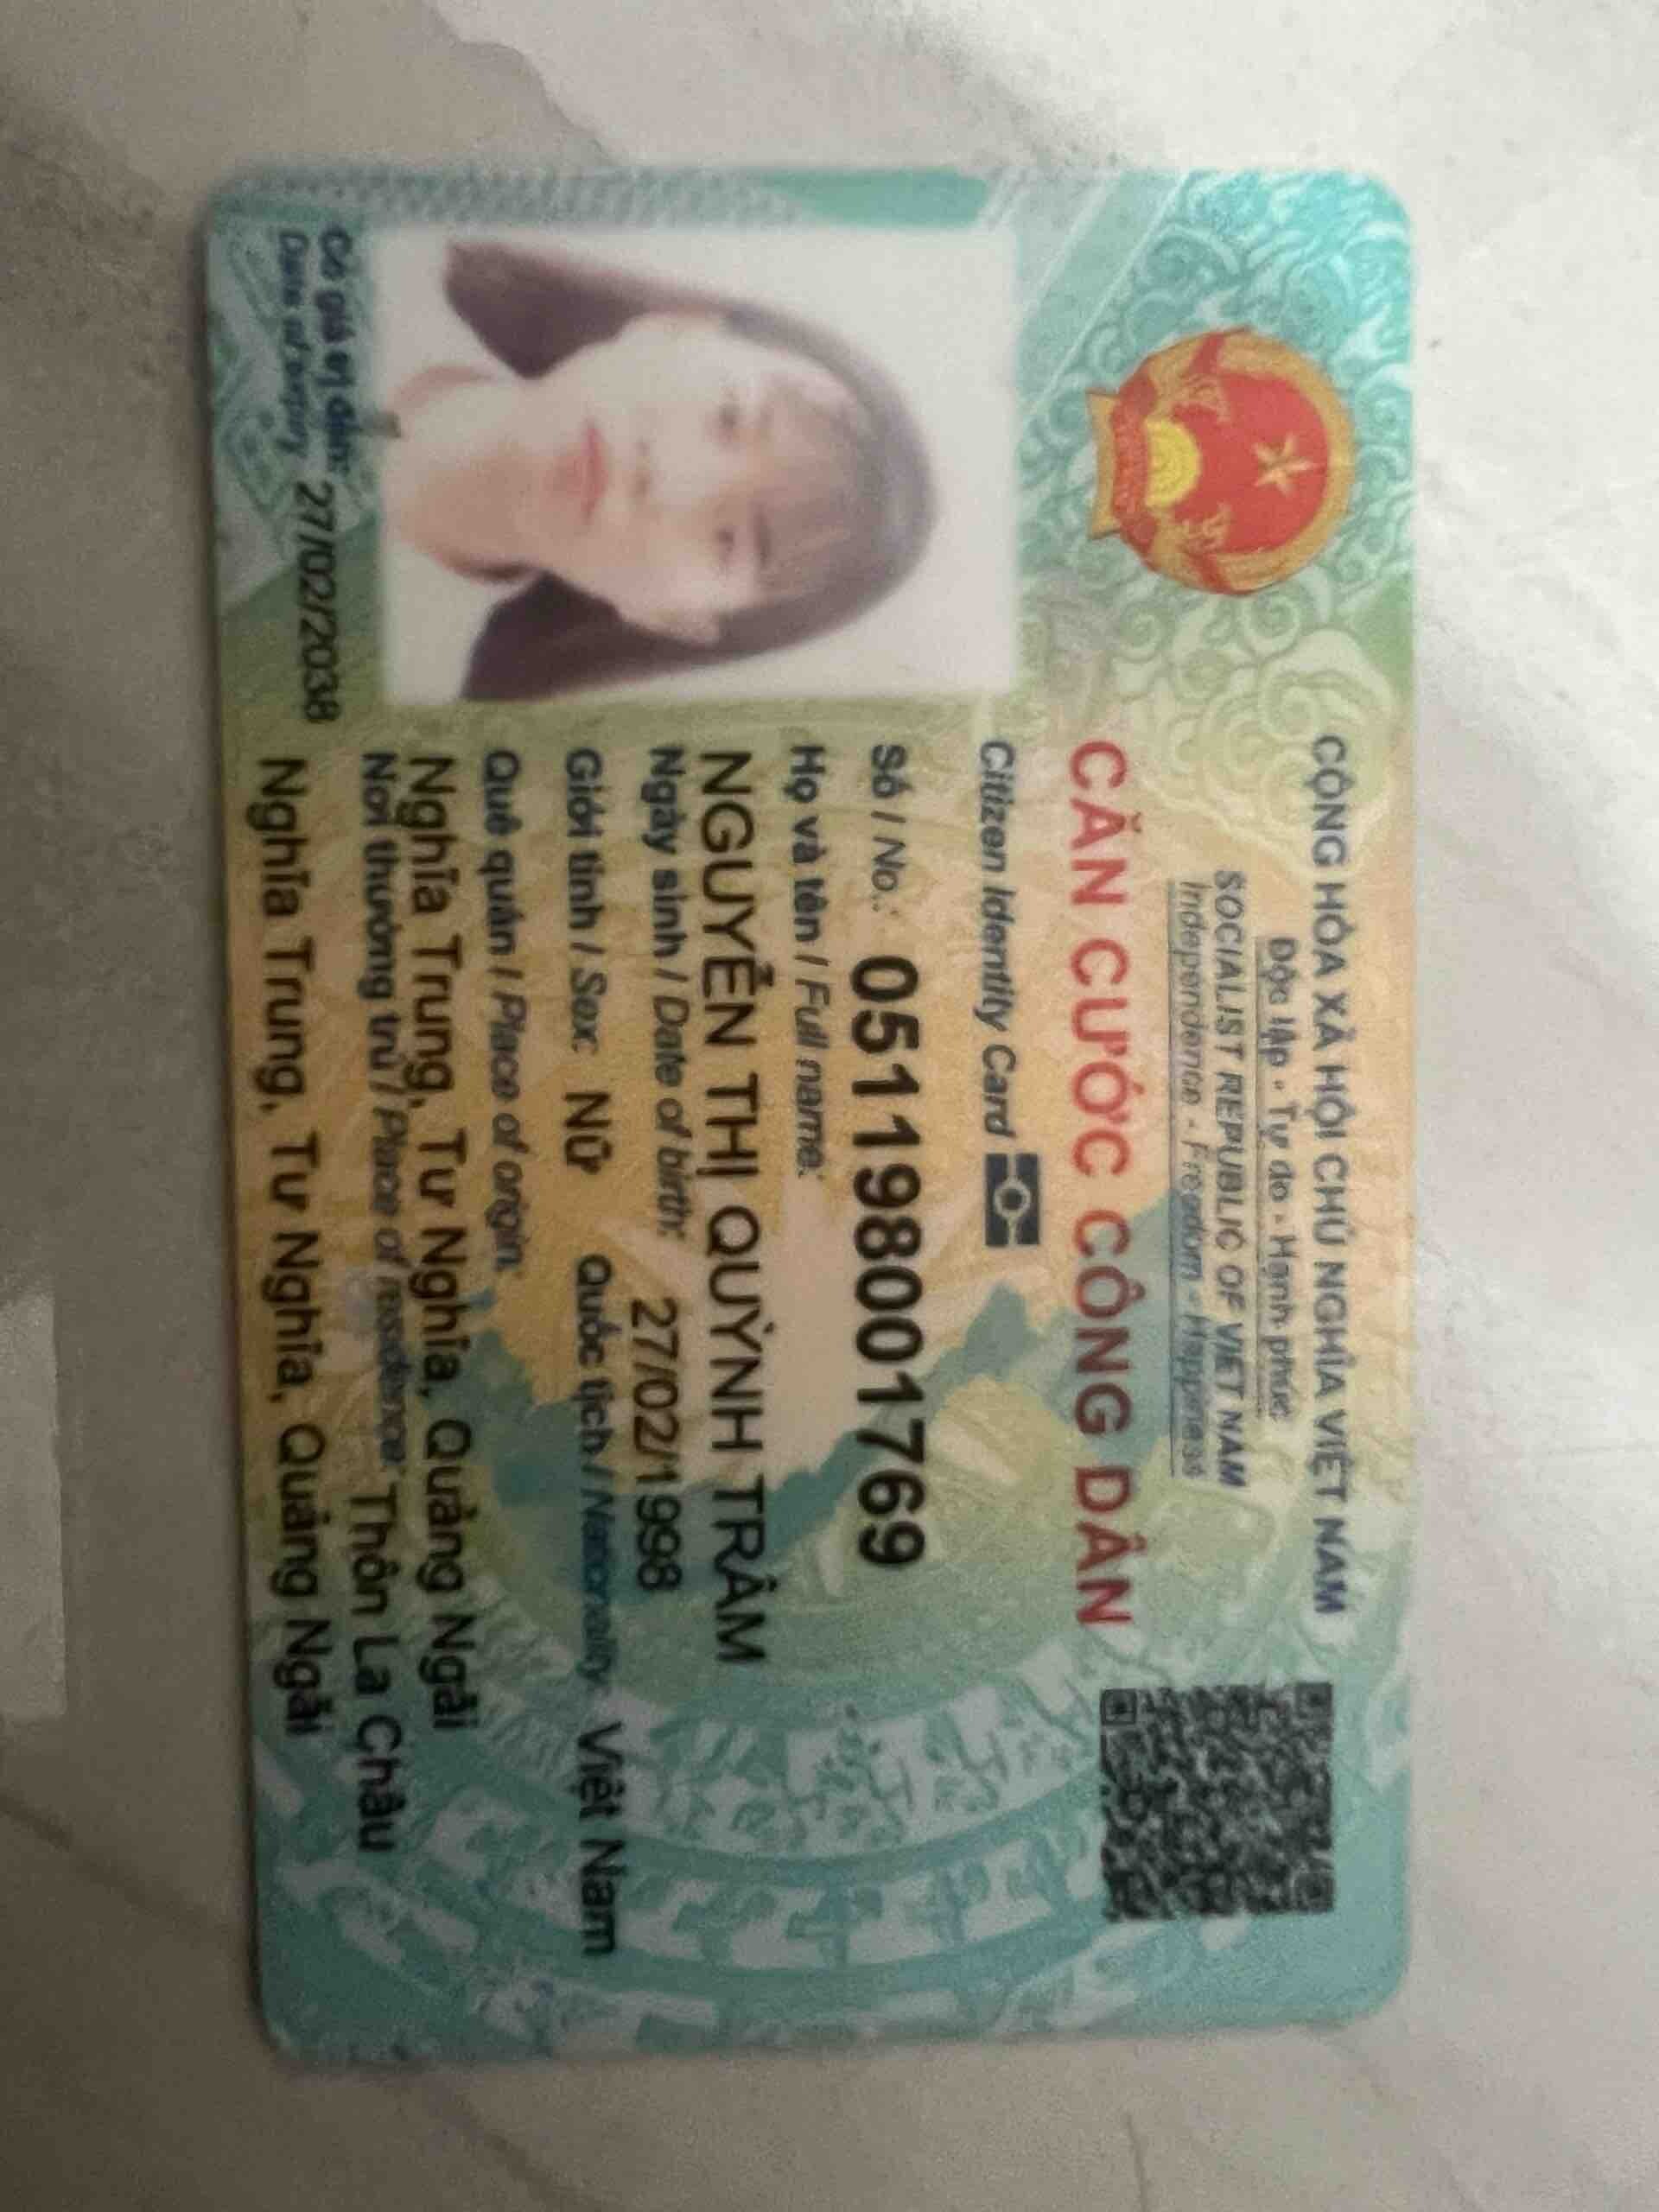 CỘNG HÒA XÃ HỘI CHỦ NGHĨA VIỆT NAM
Độc lập - Tự do - Hạnh phúc
SOCIALIST REPUBLIC OF VIET NAM
Independence - Freedom - Happiness
CĂN CƯỚC CÔNG DÂN
Citizen Identity Card
Số / No.: 051198001769
Họ và tên / Full name:
NGUYỄN THỊ QUỲNH TRÂM
Ngày sinh / Date of birth: 27/02/1998
Giới tính / Sex: Nữ Quốc tịch / Nationality: Việt Nam
Quê quán / Place of origin:
Nghĩa Trung, Tư Nghĩa, Quảng Ngãi
Nơi thường trú / Place of residence: Thôn La Châu
Nghĩa Trung, Tư Nghĩa, Quảng Ngãi
Có giá trị đến: 27/02/2038
Date of expiry